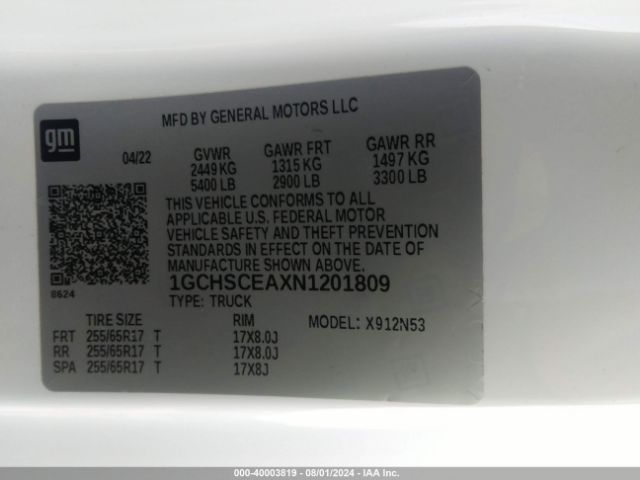 gm
MFD BY GENERAL MOTORS LLC
04/22
GVWR GAWR FRT GAWR RR
2449 KG 1315 KG 1497 KG
5400 LB 2900 LB 3300 LB
THIS VEHICLE CONFORMS TO ALL
APPLICABLE U.S. FEDERAL MOTOR
VEHICLE SAFETY AND THEFT PREVENTION
STANDARDS IN EFFECT ON THE DATE OF
MANUFACTURE SHOWN ABOVE.
8624
1GCHSCEAXN1201809
TYPE: TRUCK
TIRE SIZE RIM MODEL: X912N53
FRT 255/65R17 T 17X8.0J
RR 255/65R17 T 17X8.0J
SPA 255/65R17 T 17X8J
000-40003819 - 08/01/2024 - IAA Inc.